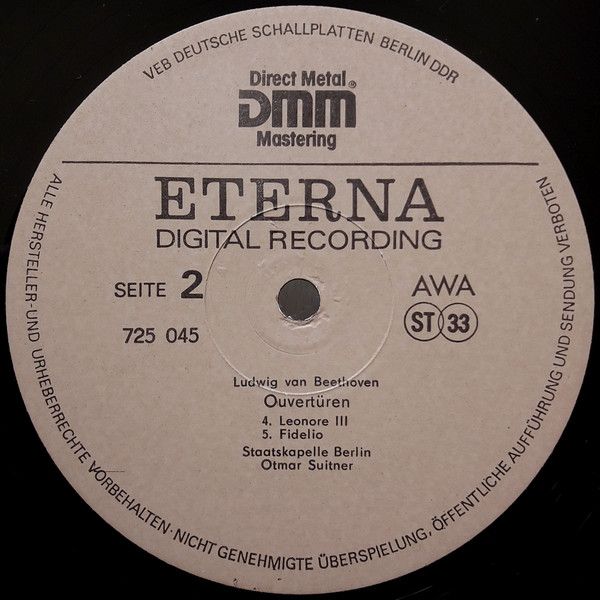 VEB DEUTSCHE SCHALLPLATTEN BERLIN DDR
Direct Metal
DMM®
Mastering
ETERNA
DIGITAL RECORDING
SEITE 2
AWA
725 045
ST 33
Ludwig van Beethoven
Ouvertüren
4. Leonore III
5. Fidelio
Staatskapelle Berlin
Otmar Suitner
ALLE HERSTELLER- UND URHEBERRECHTE VORBEHALTEN · NICHT GENEHMIGTE ÜBERSPIELUNG, ÖFFENTLICHE AUFFÜHRUNG UND SENDUNG VERBOTEN